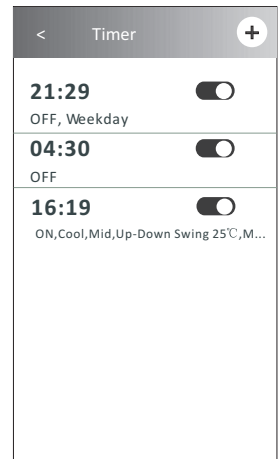 < Timer +
21:29
OFF, Weekday
04:30
OFF
16:19
ON,Cool,Mid,Up-Down Swing 25℃,M...